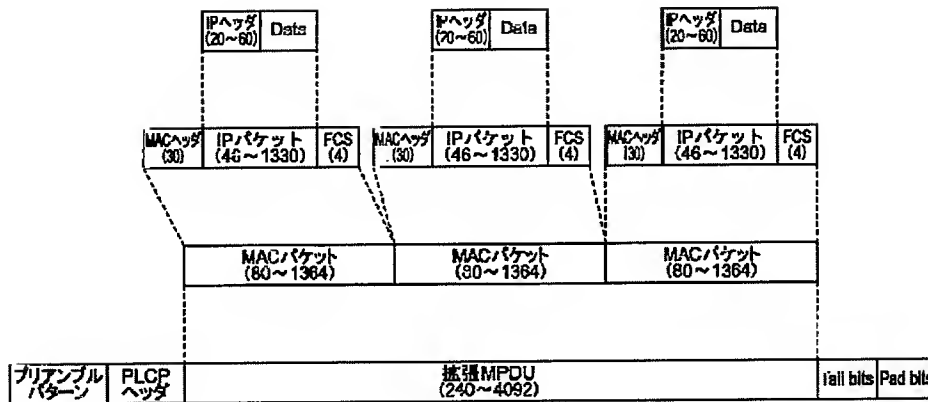 IPヘッダ
(20~60)
Data
IPヘッダ
(20~60)
Data
IPヘッダ
(20~60)
Data
MACヘッダ
(30)
IPパケット
(46~1330)
FCS
(4)
MACヘッダ
(30)
IPパケット
(46~1330)
FCS
(4)
MACヘッダ
(30)
IPパケット
(46~1330)
FCS
(4)
MACパケット
(80~1364)
MACパケット
(80~1364)
MACパケット
(80~1364)
プリアンブル
パターン
PLCP
ヘッダ
拡張MPDU
(240~4092)
Tail bits
Pad bits